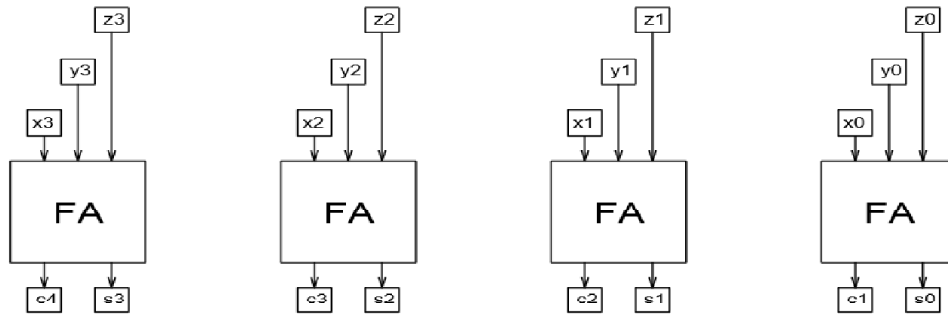 z3 z2 z1 z0
y3 y2 y1 y0
x3 x2 x1 x0
FA FA FA FA
c4 s3 c3 s2 c2 s1 c1 s0